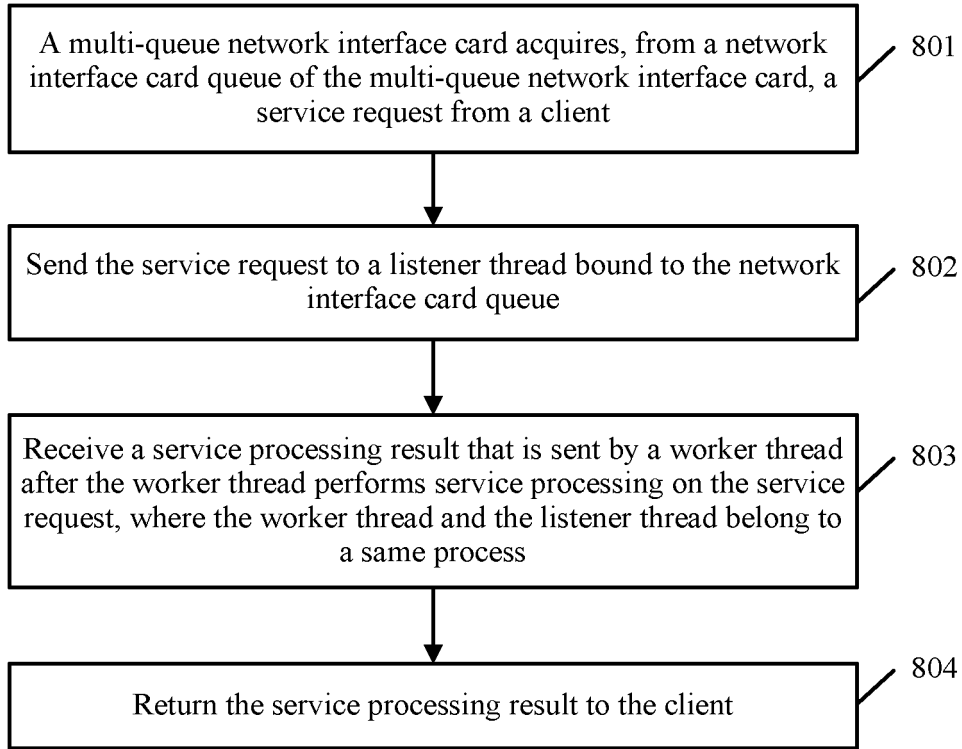 A multi-queue network interface card acquires, from a network
interface card queue of the multi-queue network interface card, a
service request from a client
801
Send the service request to a listener thread bound to the network
interface card queue
802
Receive a service processing result that is sent by a worker thread
after the worker thread performs service processing on the service
request, where the worker thread and the listener thread belong to
a same process
803
Return the service processing result to the client
804